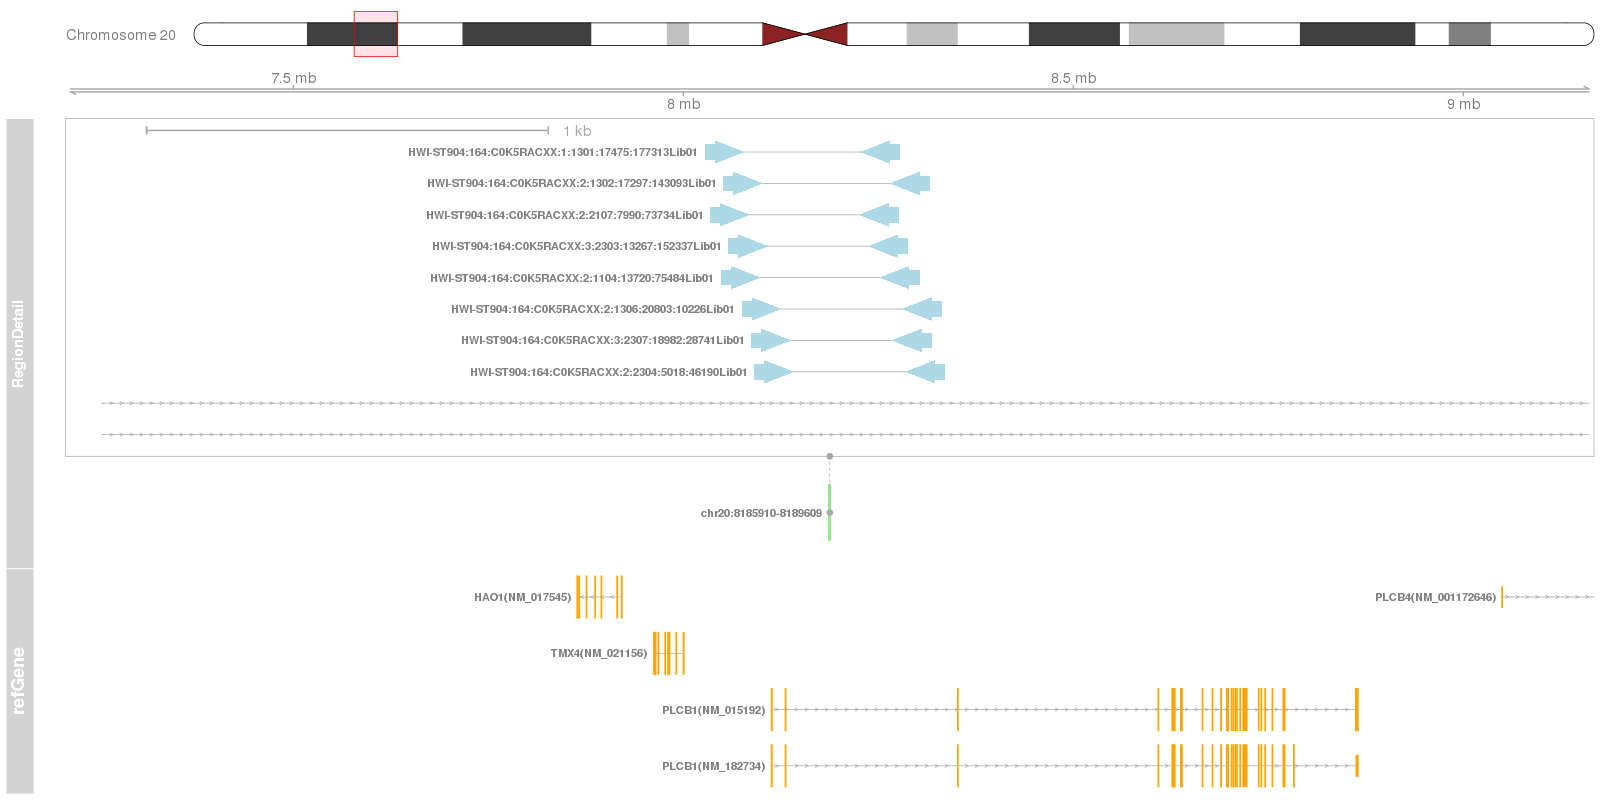 Chromosome 20
7.5 mb
8.5 mb
8 mb
9 mb
1 kb
HWI-ST904:164:C0K5RACXX:1:1301:17475:177313Lib01
HWI-ST904:164:C0K5RACXX:2:1302:17297:143093Lib01
HWI-ST904:164:C0K5RACXX:2:2107:7990:73734Lib01
HWI-ST904:164:C0K5RACXX:3:2303:13267:152337Lib01
HWI-ST904:164:C0K5RACXX:2:1104:13720:75484Lib01
HWI-ST904:164:C0K5RACXX:2:1306:20803:10226Lib01
HWI-ST904:164:C0K5RACXX:3:2307:18982:28741Lib01
HWI-ST904:164:C0K5RACXX:2:2304:5018:46190Lib01
RegionDetail
chr20:8185910-8189609
HAO1(NM_017545)
PLCB4(NM_001172646)
TMX4(NM_021156)
refGene
PLCB1(NM_015192)
PLCB1(NM_182734)